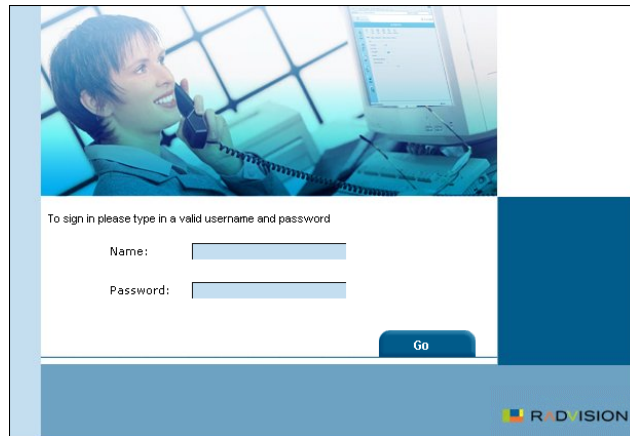 To sign in please type in a valid username and password
Name:
Password:
Go
RADVISION